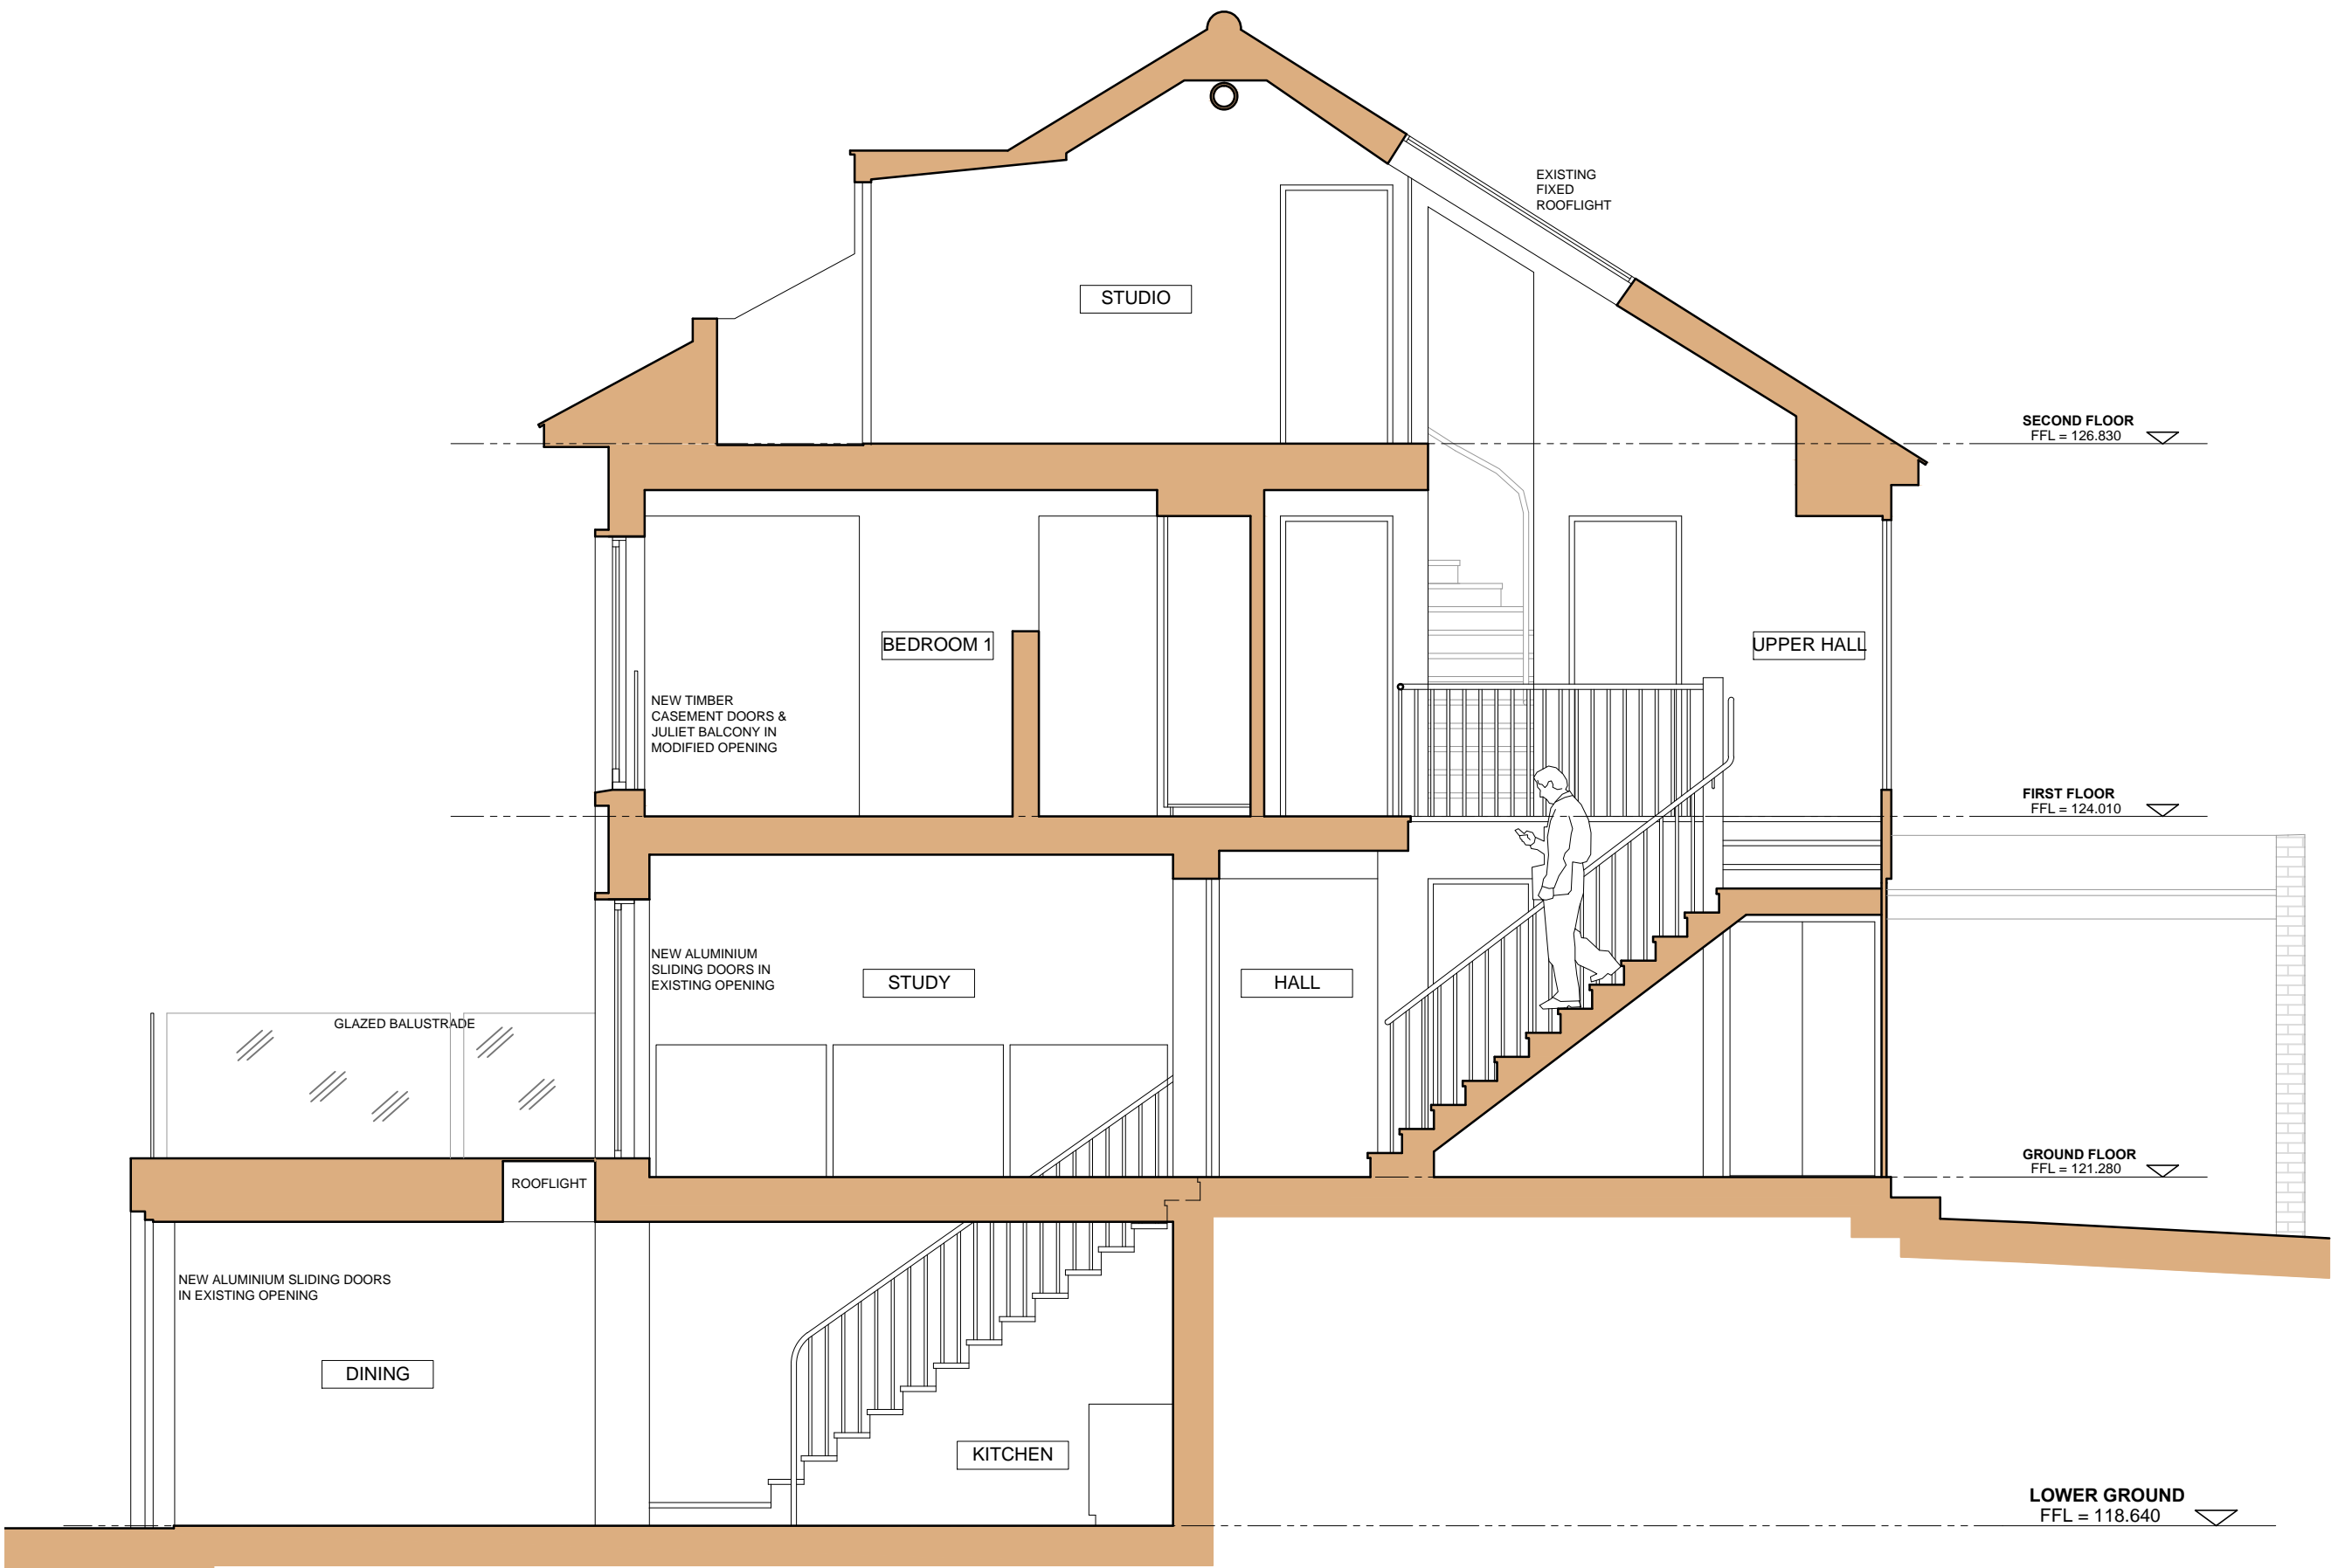 EXISTING
FIXED
ROOFLIGHT
STUDIO
SECOND FLOOR
FFL = 126.830
BEDROOM 1
UPPER HALL
NEW TIMBER
CASEMENT DOORS &
JULIET BALCONY IN
MODIFIED OPENING
FIRST FLOOR
FFL = 124.010
NEW ALUMINIUM
SLIDING DOORS IN
EXISTING OPENING
STUDY
HALL
GLAZED BALUSTRADE
GROUND FLOOR
FFL = 121.280
ROOFLIGHT
NEW ALUMINIUM SLIDING DOORS
IN EXISTING OPENING
DINING
KITCHEN
LOWER GROUND
FFL = 118.640